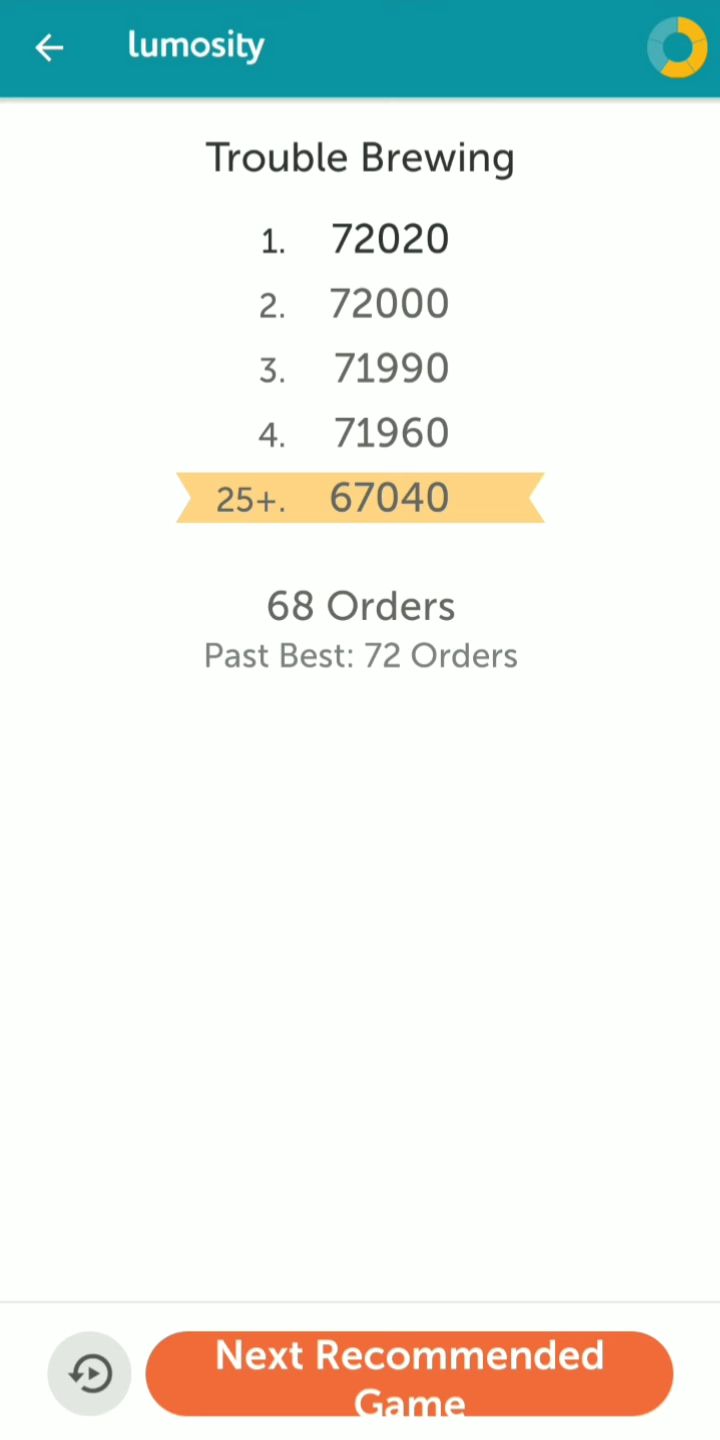 lumosity
Trouble Brewing
1. 72020
2. 72000
3. 71990
4. 71960
25+. 67040
68 Orders
Past Best: 72 Orders
Next Recommended
Game